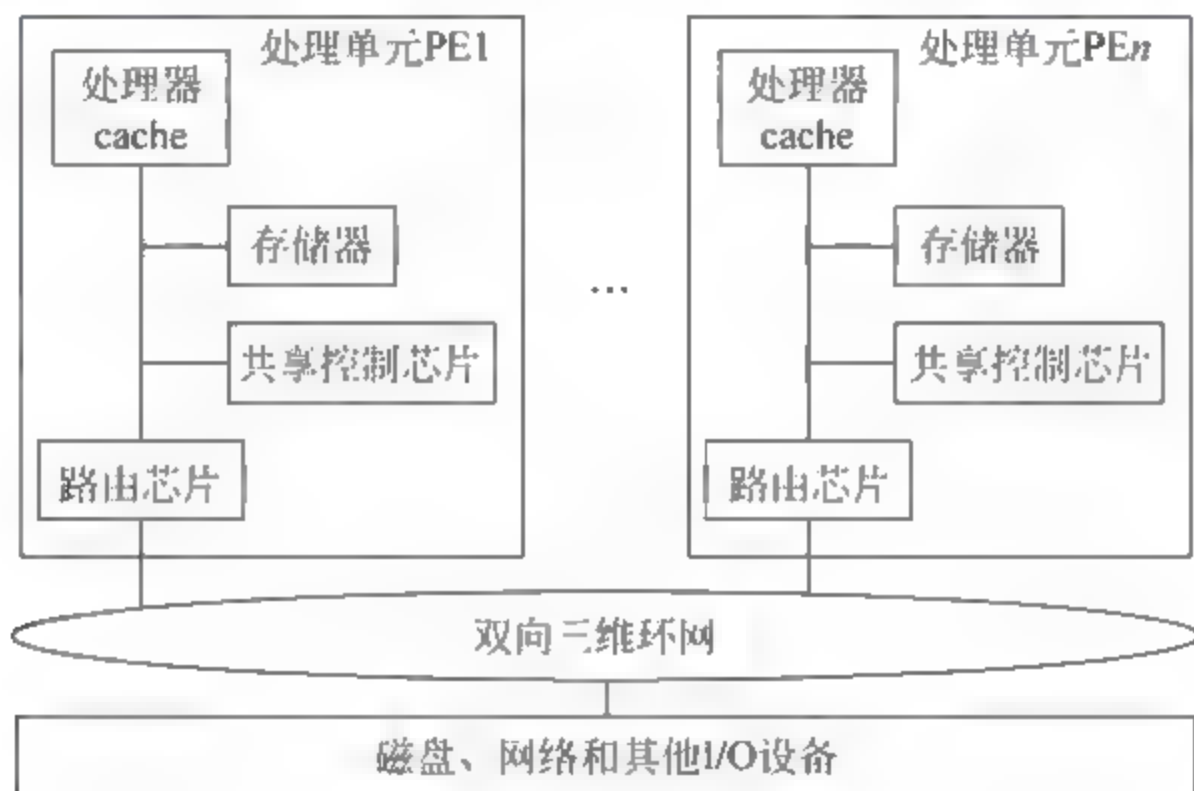 处理单元PE1
处理器
cache
存储器
共享控制芯片
路由芯片
…
处理单元PEn
处理器
cache
存储器
共享控制芯片
路由芯片
双向三维环网
磁盘、网络和其他I/O设备